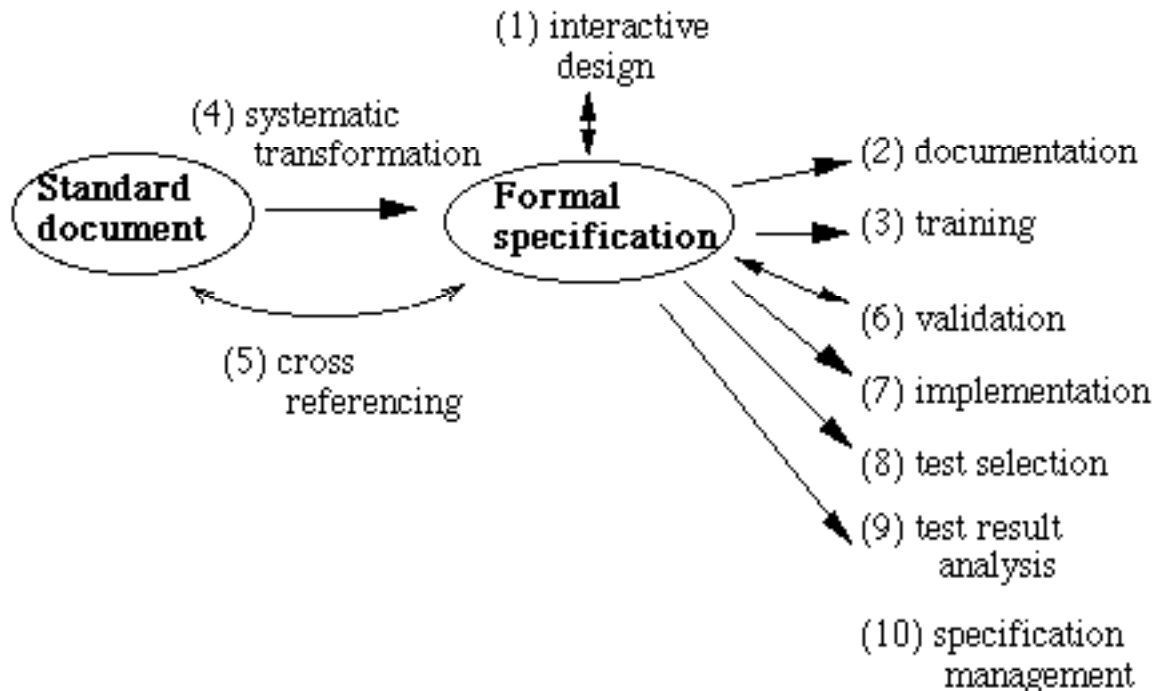 (1) interactive
design
(4) systematic
transformation
Standard
document
Formal
specification
(5) cross
referencing
(2) documentation
(3) training
(6) validation
(7) implementation
(8) test selection
(9) test result
analysis
(10) specification
management